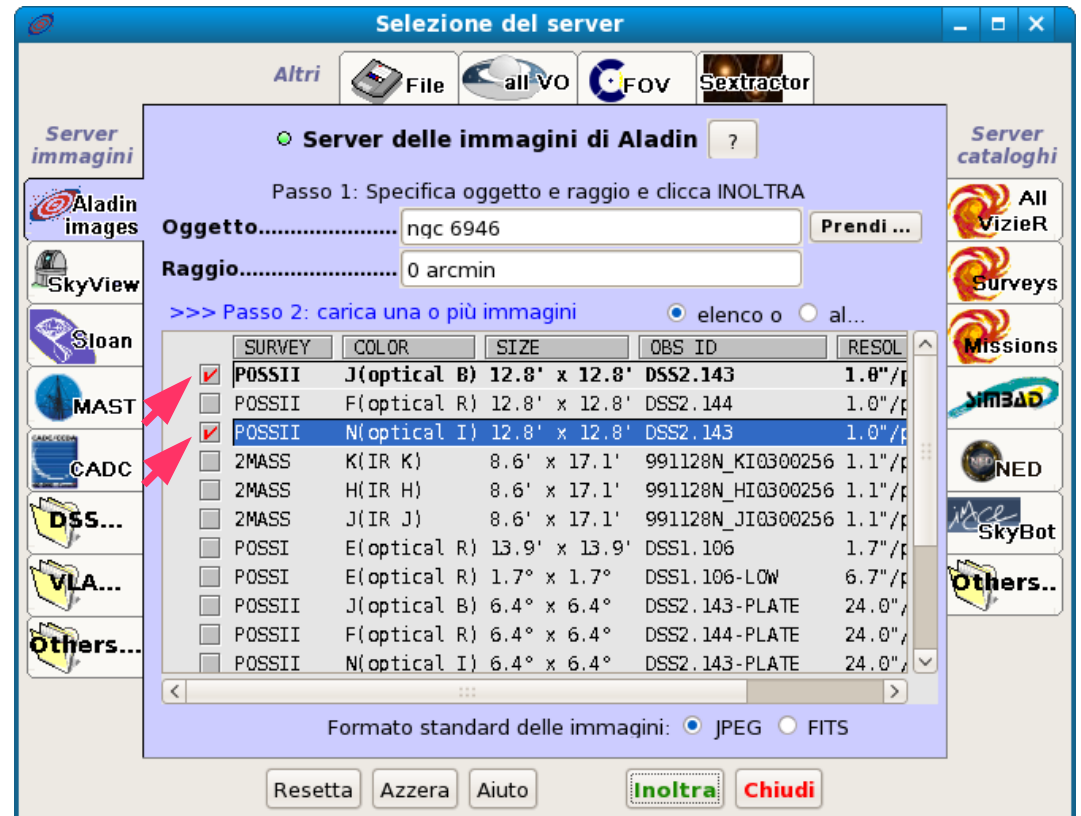 Selezione del server
Altri
File
all VO
FOV
Sextractor
Server
immagini
Server delle immagini di Aladin
?
Server
cataloghi
Passo 1: Specifica oggetto e raggio e clicca INOLTRA
Oggetto...................... ngc 6946 Prendi ...
Raggio......................... 0 arcmin
>>> Passo 2: carica una o più immagini elenco o al...
SURVEY COLOR SIZE OBS ID RESOL
POSSII J(optical B) 12.8' x 12.8' DSS2.143 1.0"/p
POSSII F(optical R) 12.8' x 12.8' DSS2.144 1.0"/p
POSSII N(optical I) 12.8' x 12.8' DSS2.143 1.0"/p
2MASS K(IR K) 8.6' x 17.1' 991128N_KI0300256 1.1"/p
2MASS H(IR H) 8.6' x 17.1' 991128N_HI0300256 1.1"/p
2MASS J(IR J) 8.6' x 17.1' 991128N_JI0300256 1.1"/p
POSSI E(optical R) 13.9' x 13.9' DSS1.106 1.7"/p
POSSI E(optical R) 1.7° x 1.7° DSS1.106-LOW 6.7"/p
POSSII J(optical B) 6.4° x 6.4° DSS2.143-PLATE 24.0"/
POSSII F(optical R) 6.4° x 6.4° DSS2.144-PLATE 24.0"/
POSSII N(optical I) 6.4° x 6.4° DSS2.143-PLATE 24.0"/
Formato standard delle immagini: JPEG FITS
Aladin
images
SkyView
Sloan
MAST
CADC
DSS...
VLA...
Others...
All
VizieR
Surveys
Missions
SIMBAD
NED
SkyBot
Others..
Resetta Azzera Aiuto Inoltra Chiudi